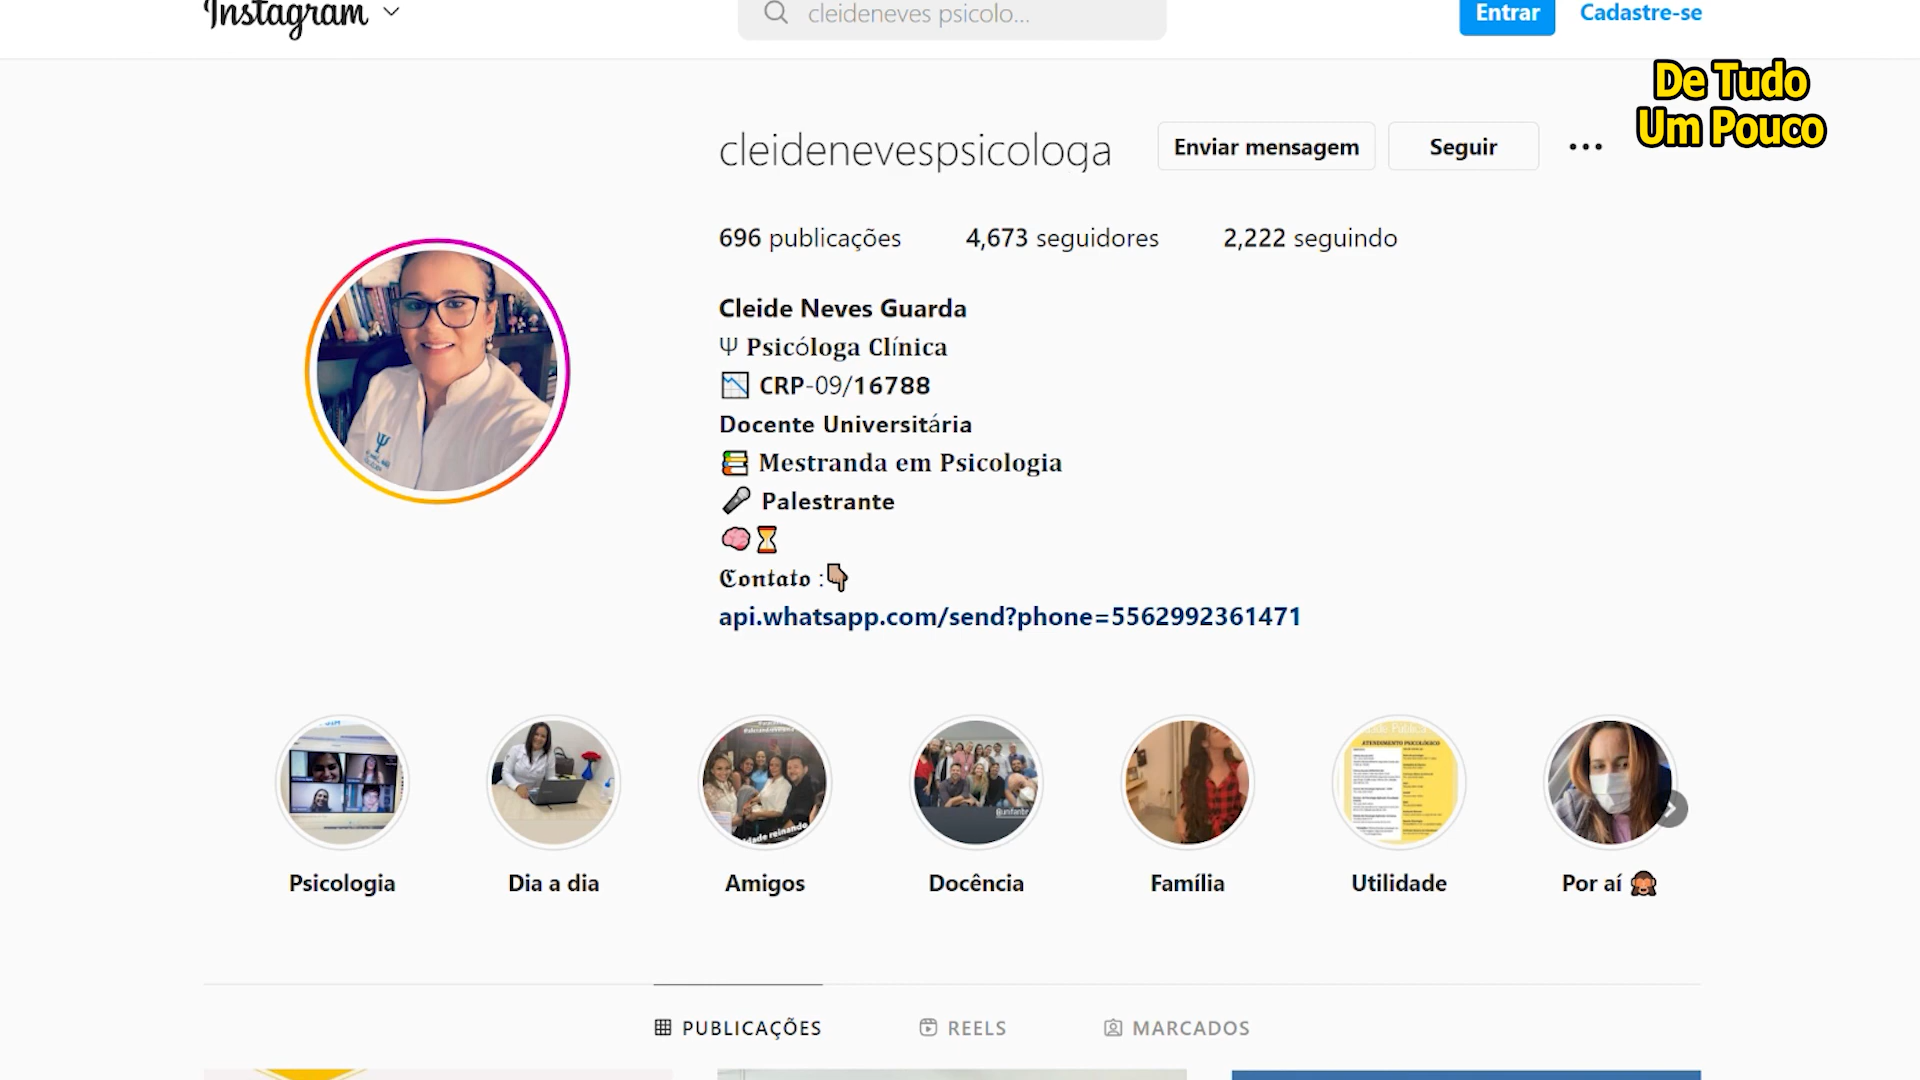 Instagram
cleideneves psicolo...
Entrar
Cadastre-se
De Tudo
Um Pouco
cleidenevespsicologa
Enviar mensagem
Seguir
696 publicações
4,673 seguidores
2,222 seguindo
Cleide Neves Guarda
Ψ Psicóloga Clínica
📉 CRP-09/16788
Docente Universitária
📚 Mestranda em Psicologia
🎤 Palestrante
🧠⏳
Contato :👇🏽
api.whatsapp.com/send?phone=5562992361471
ATENDIMENTO PSICOLÓGICO
Psicologia
Dia a dia
Amigos
Docência
Família
Utilidade
Por aí 🙈
PUBLICAÇÕES
REELS
MARCADOS